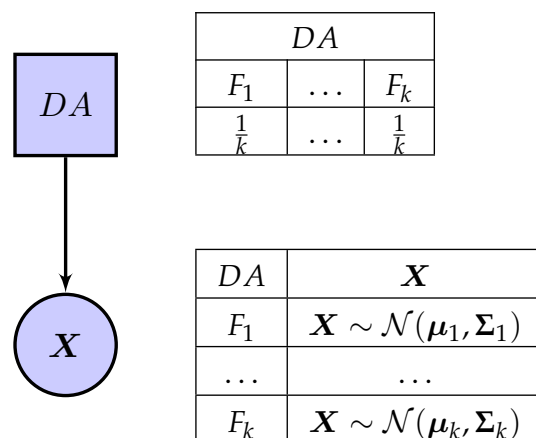 DA
DA
F₁ … Fₖ
1/k … 1/k
X
DA X
F₁ X ∼ 𝒩(μ₁, Σ₁)
… …
Fₖ X ∼ 𝒩(μₖ, Σₖ)